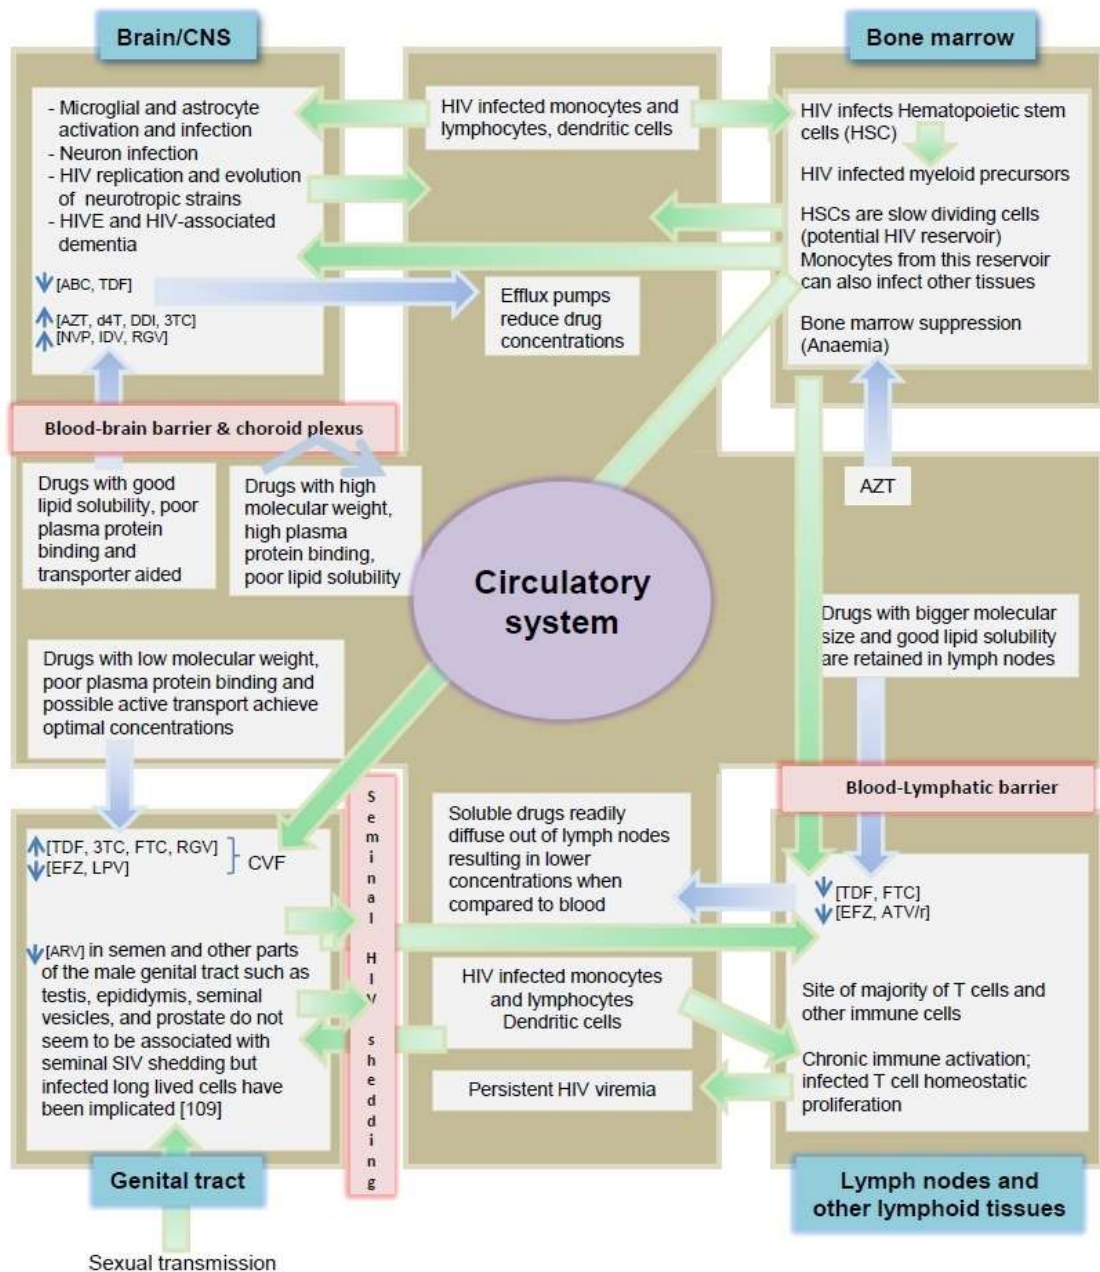 Brain/CNS
Bone marrow
- Microglial and astrocyte
activation and infection
- Neuron infection
- HIV replication and evolution
of neurotropic strains
- HIVE and HIV-associated
dementia
[ABC, TDF]
[AZT, d4T, DDI, 3TC]
[NVP, IDV, RGV]
HIV infected monocytes and
lymphocytes, dendritic cells
HIV infects Hematopoietic stem
cells (HSC)
HIV infected myeloid precursors
HSCs are slow dividing cells
(potential HIV reservoir)
Monocytes from this reservoir
can also infect other tissues
Bone marrow suppression
(Anaemia)
Efflux pumps
reduce drug
concentrations
Blood-brain barrier & choroid plexus
Drugs with good
lipid solubility, poor
plasma protein
binding and
transporter aided
Drugs with high
molecular weight,
high plasma
protein binding,
poor lipid solubility
AZT
Circulatory
system
Drugs with bigger molecular
size and good lipid solubility
are retained in lymph nodes
Drugs with low molecular weight,
poor plasma protein binding and
possible active transport achieve
optimal concentrations
Blood-Lymphatic barrier
[TDF, 3TC, FTC, RGV]
[EFZ, LPV]
CVF
[ARV] in semen and other parts
of the male genital tract such as
testis, epididymis, seminal
vesicles, and prostate do not
seem to be associated with
seminal SIV shedding but
infected long lived cells have
been implicated [109]
Seminal HIV shedding
Soluble drugs readily
diffuse out of lymph nodes
resulting in lower
concentrations when
compared to blood
HIV infected monocytes
and lymphocytes
Dendritic cells
Persistent HIV viremia
[TDF, FTC]
[EFZ, ATV/r]
Site of majority of T cells and
other immune cells
Chronic immune activation;
infected T cell homeostatic
proliferation
Genital tract
Lymph nodes and
other lymphoid tissues
Sexual transmission